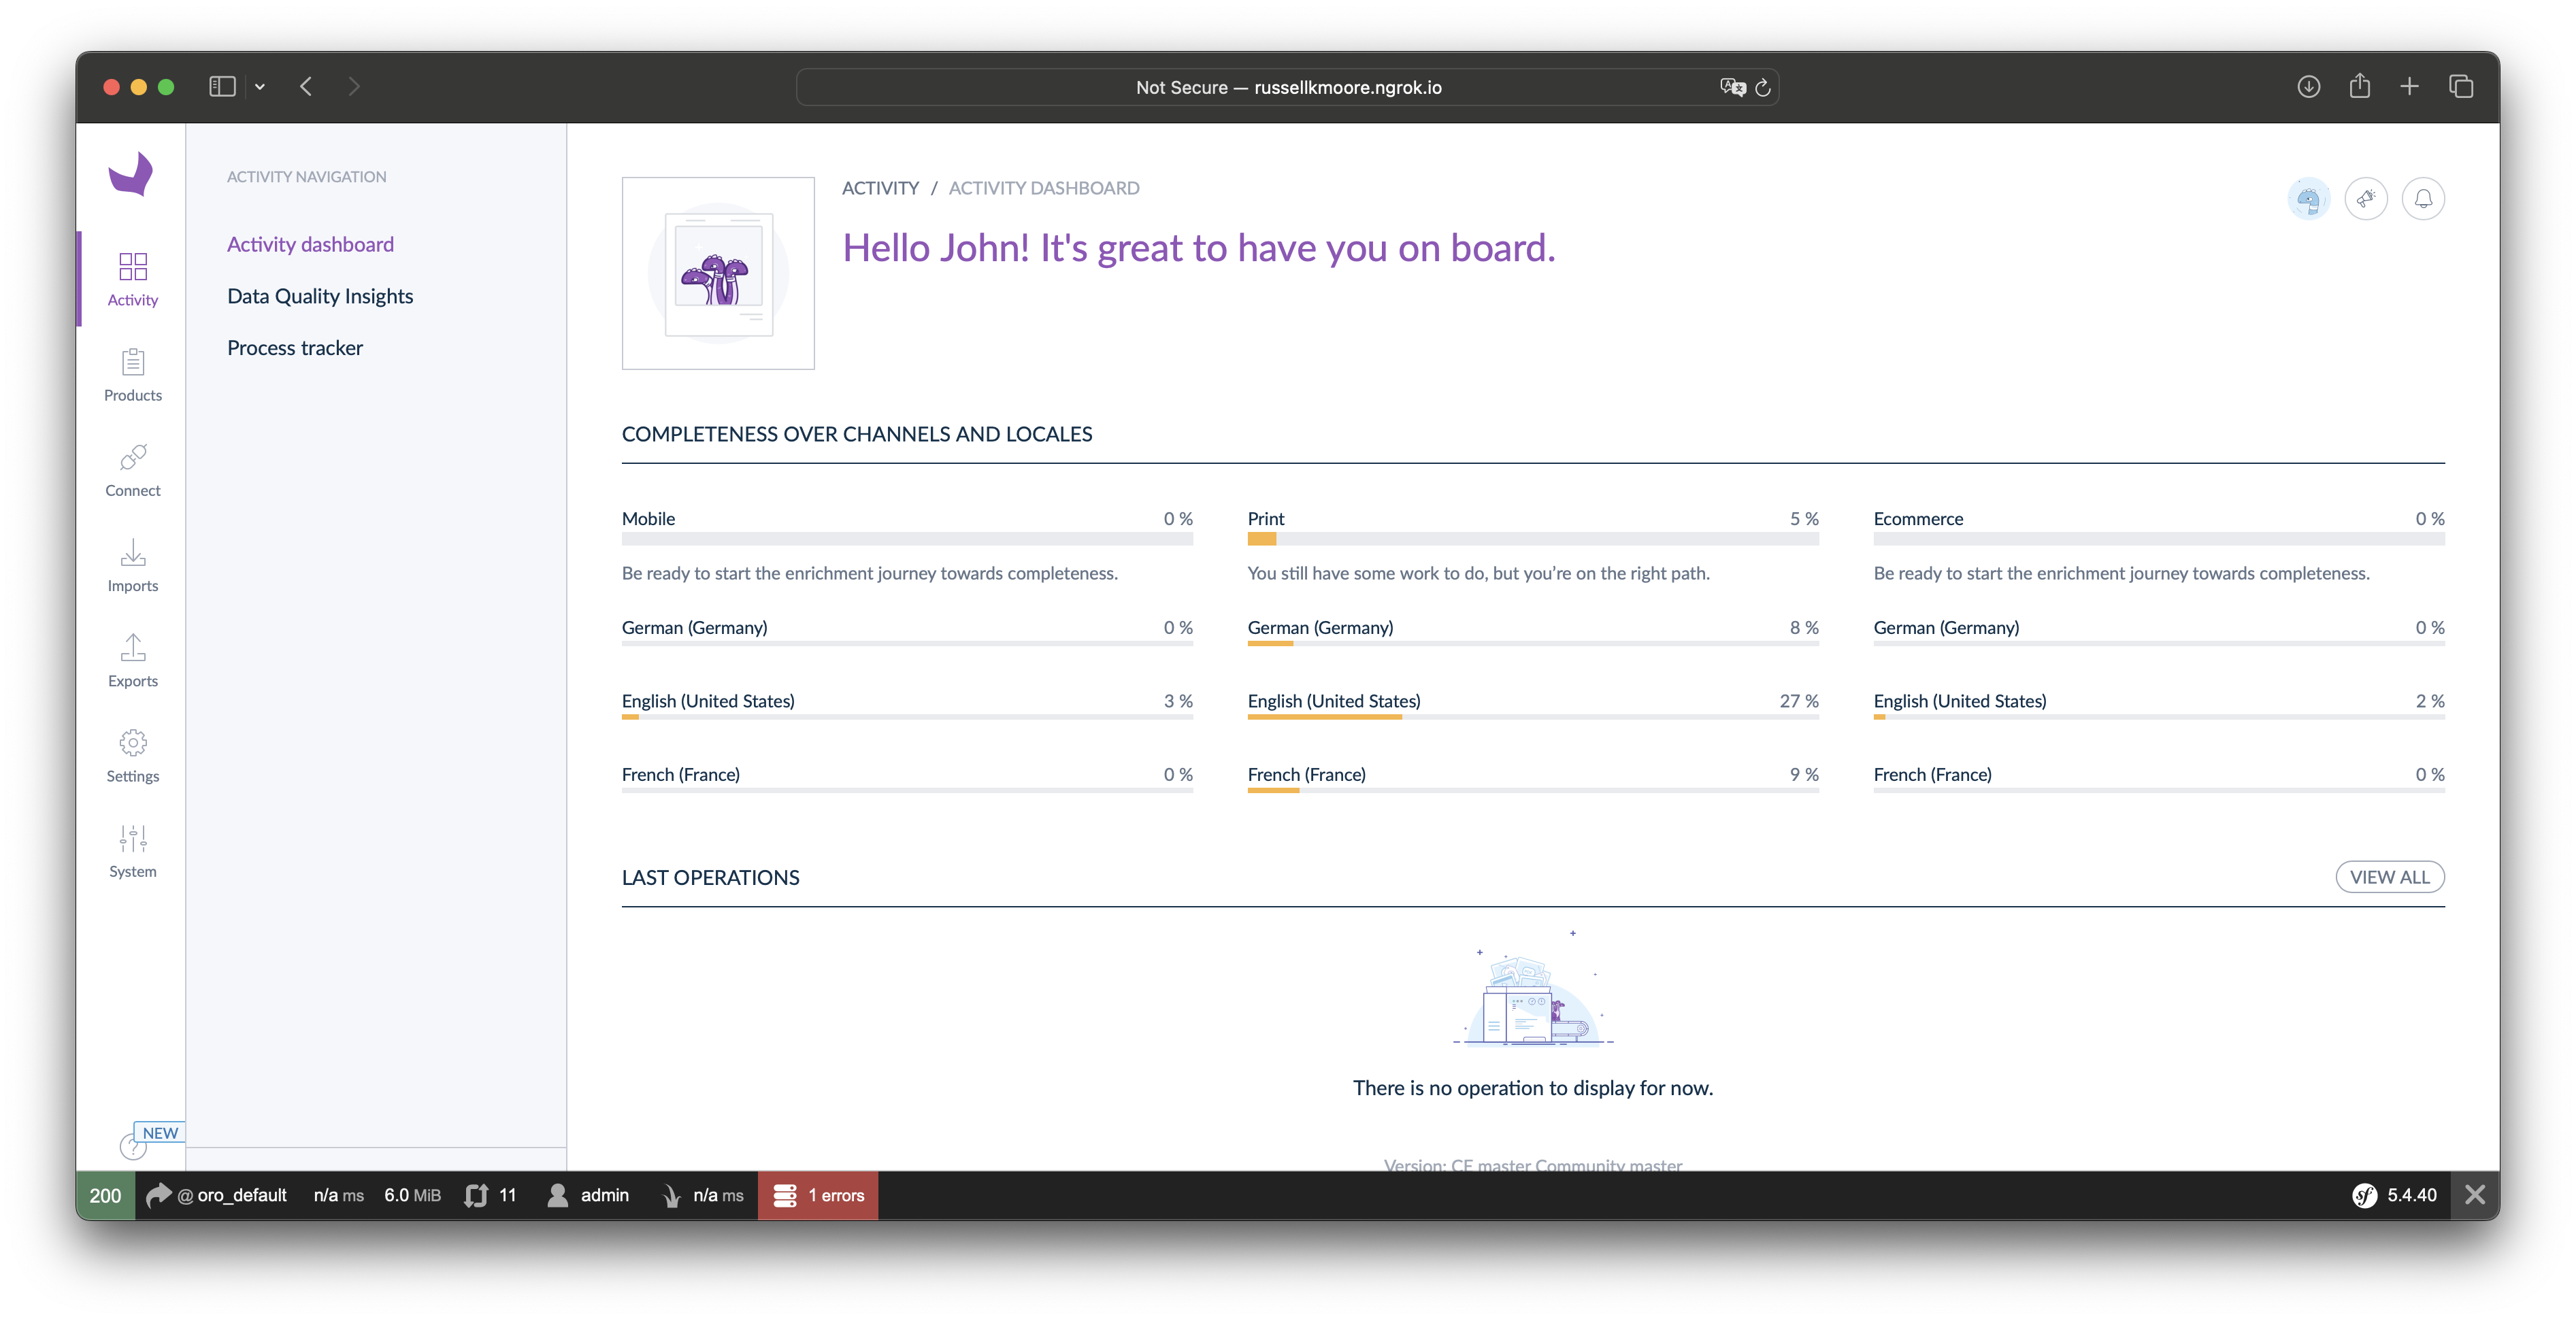 Not Secure — russellkmoore.ngrok.io
ACTIVITY NAVIGATION
Activity dashboard
Data Quality Insights
Process tracker
Activity
Products
Connect
Imports
Exports
Settings
System
NEW
?
ACTIVITY / ACTIVITY DASHBOARD
Hello John! It's great to have you on board.
COMPLETENESS OVER CHANNELS AND LOCALES
Mobile 0 %
Be ready to start the enrichment journey towards completeness.
German (Germany) 0 %
English (United States) 3 %
French (France) 0 %
Print 5 %
You still have some work to do, but you’re on the right path.
German (Germany) 8 %
English (United States) 27 %
French (France) 9 %
Ecommerce 0 %
Be ready to start the enrichment journey towards completeness.
German (Germany) 0 %
English (United States) 2 %
French (France) 0 %
LAST OPERATIONS VIEW ALL
There is no operation to display for now.
Version: CE master Community master
200 @ oro_default n/a ms 6.0 MiB 11 admin n/a ms 1 errors sf 5.4.40